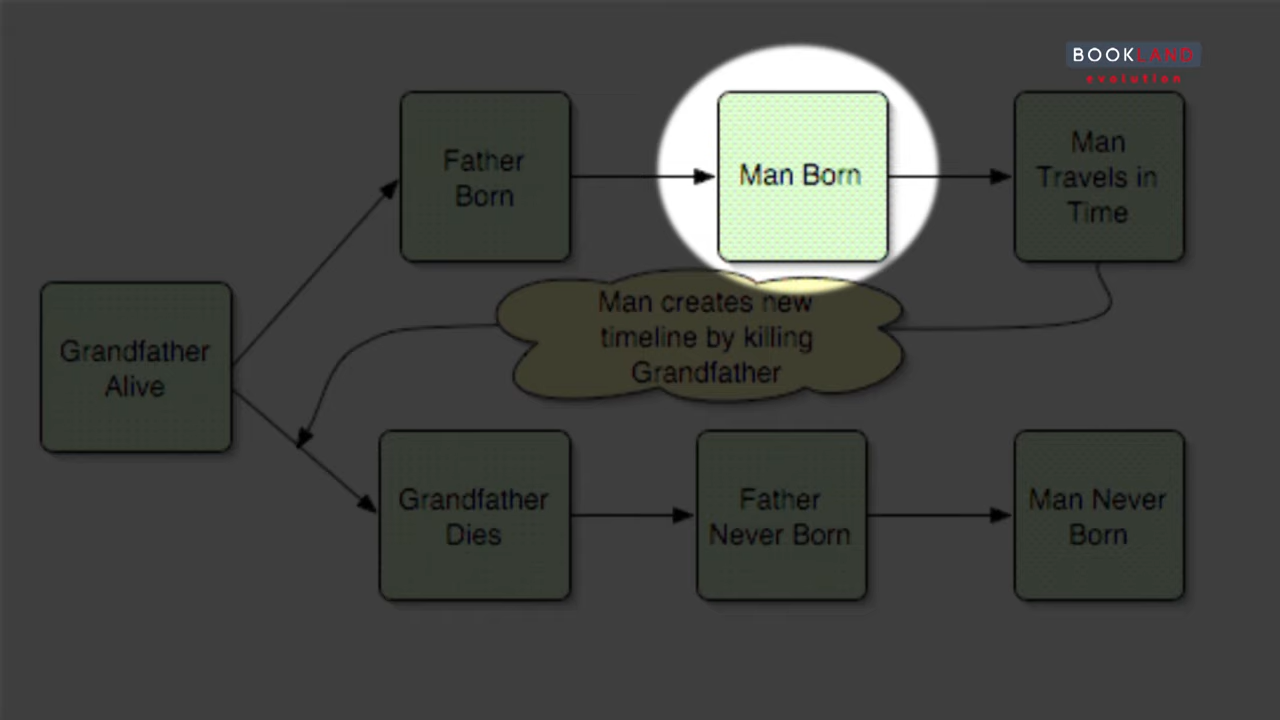 BOOKLAND
evolution
Father
Born
Man Born
Man
Travels in
Time
Grandfather
Alive
Man creates new
timeline by killing
Grandfather
Grandfather
Dies
Father
Never Born
Man Never
Born